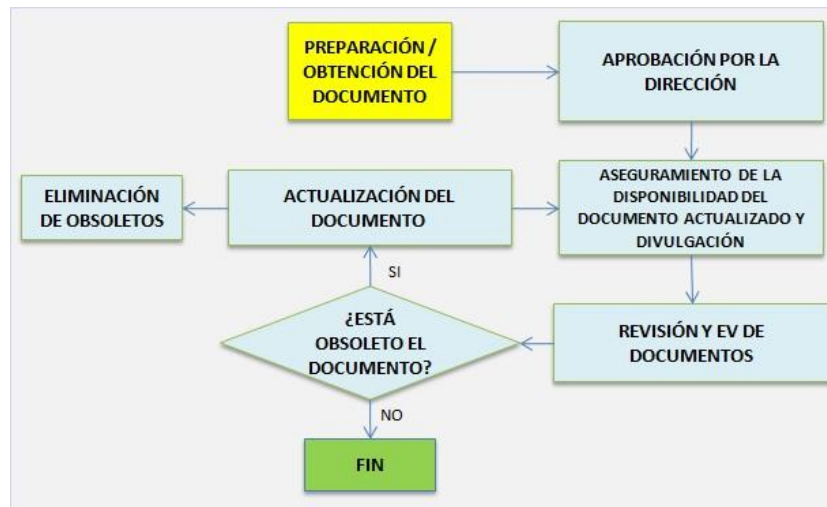 PREPARACIÓN /
OBTENCIÓN DEL
DOCUMENTO
APROBACIÓN POR LA
DIRECCIÓN
ELIMINACIÓN
DE OBSOLETOS
ACTUALIZACIÓN DEL
DOCUMENTO
ASEGURAMIENTO DE LA
DISPONIBILIDAD DEL
DOCUMENTO ACTUALIZADO Y
DIVULGACIÓN
SI
¿ESTÁ
OBSOLETO EL
DOCUMENTO?
REVISIÓN Y EV DE
DOCUMENTOS
NO
FIN